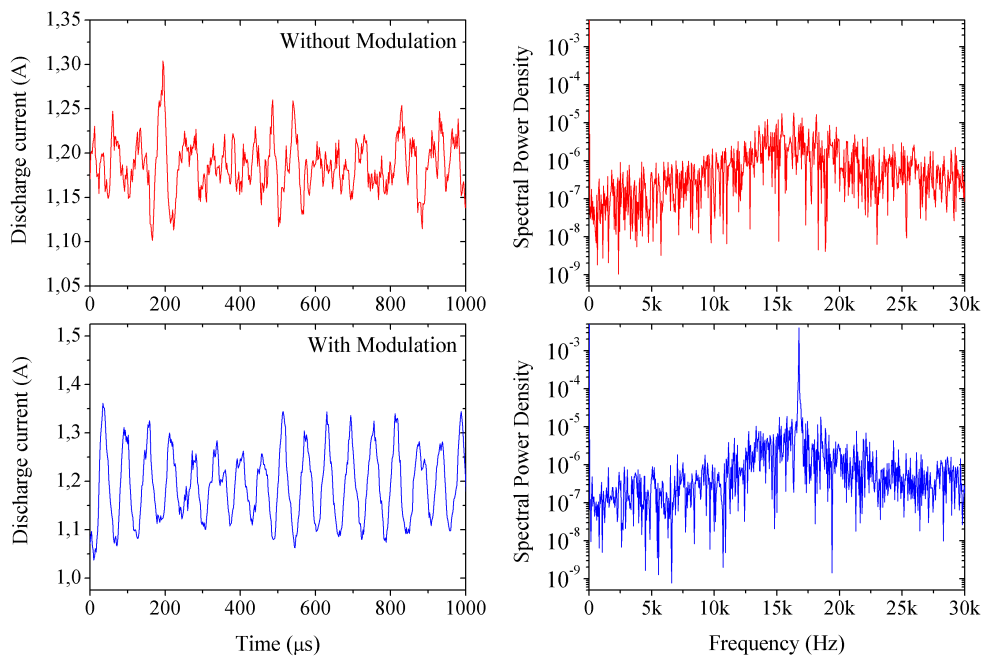 Without Modulation
Discharge current (A)
1,35
1,30
1,25
1,20
1,15
1,10
1,05
0 200 400 600 800 1000
Spectral Power Density
10⁻³
10⁻⁴
10⁻⁵
10⁻⁶
10⁻⁷
10⁻⁸
10⁻⁹
0 5k 10k 15k 20k 25k 30k
With Modulation
Discharge current (A)
1,5
1,4
1,3
1,2
1,1
1,0
0 200 400 600 800 1000
Time (μs)
Spectral Power Density
10⁻³
10⁻⁴
10⁻⁵
10⁻⁶
10⁻⁷
10⁻⁸
10⁻⁹
0 5k 10k 15k 20k 25k 30k
Frequency (Hz)